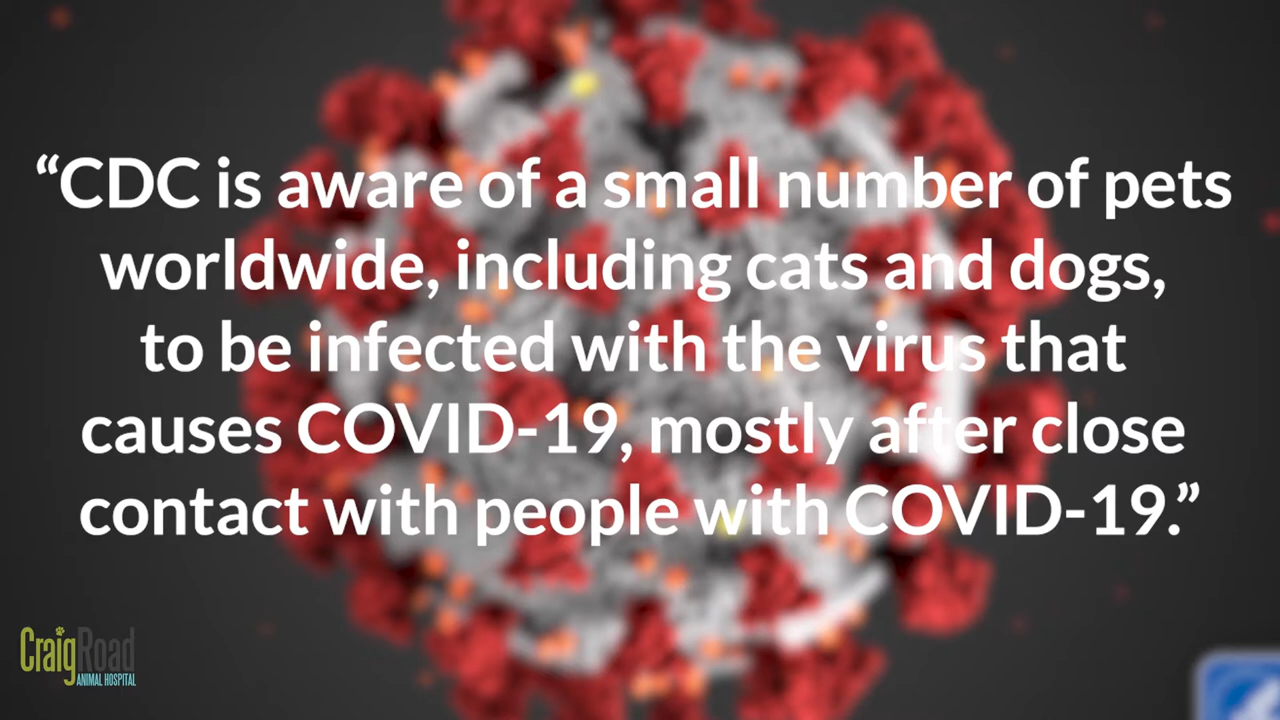 “CDC is aware of a small number of pets
worldwide, including cats and dogs,
to be infected with the virus that
causes COVID-19, mostly after close
contact with people with COVID-19.”
CraigRoad
ANIMAL HOSPITAL